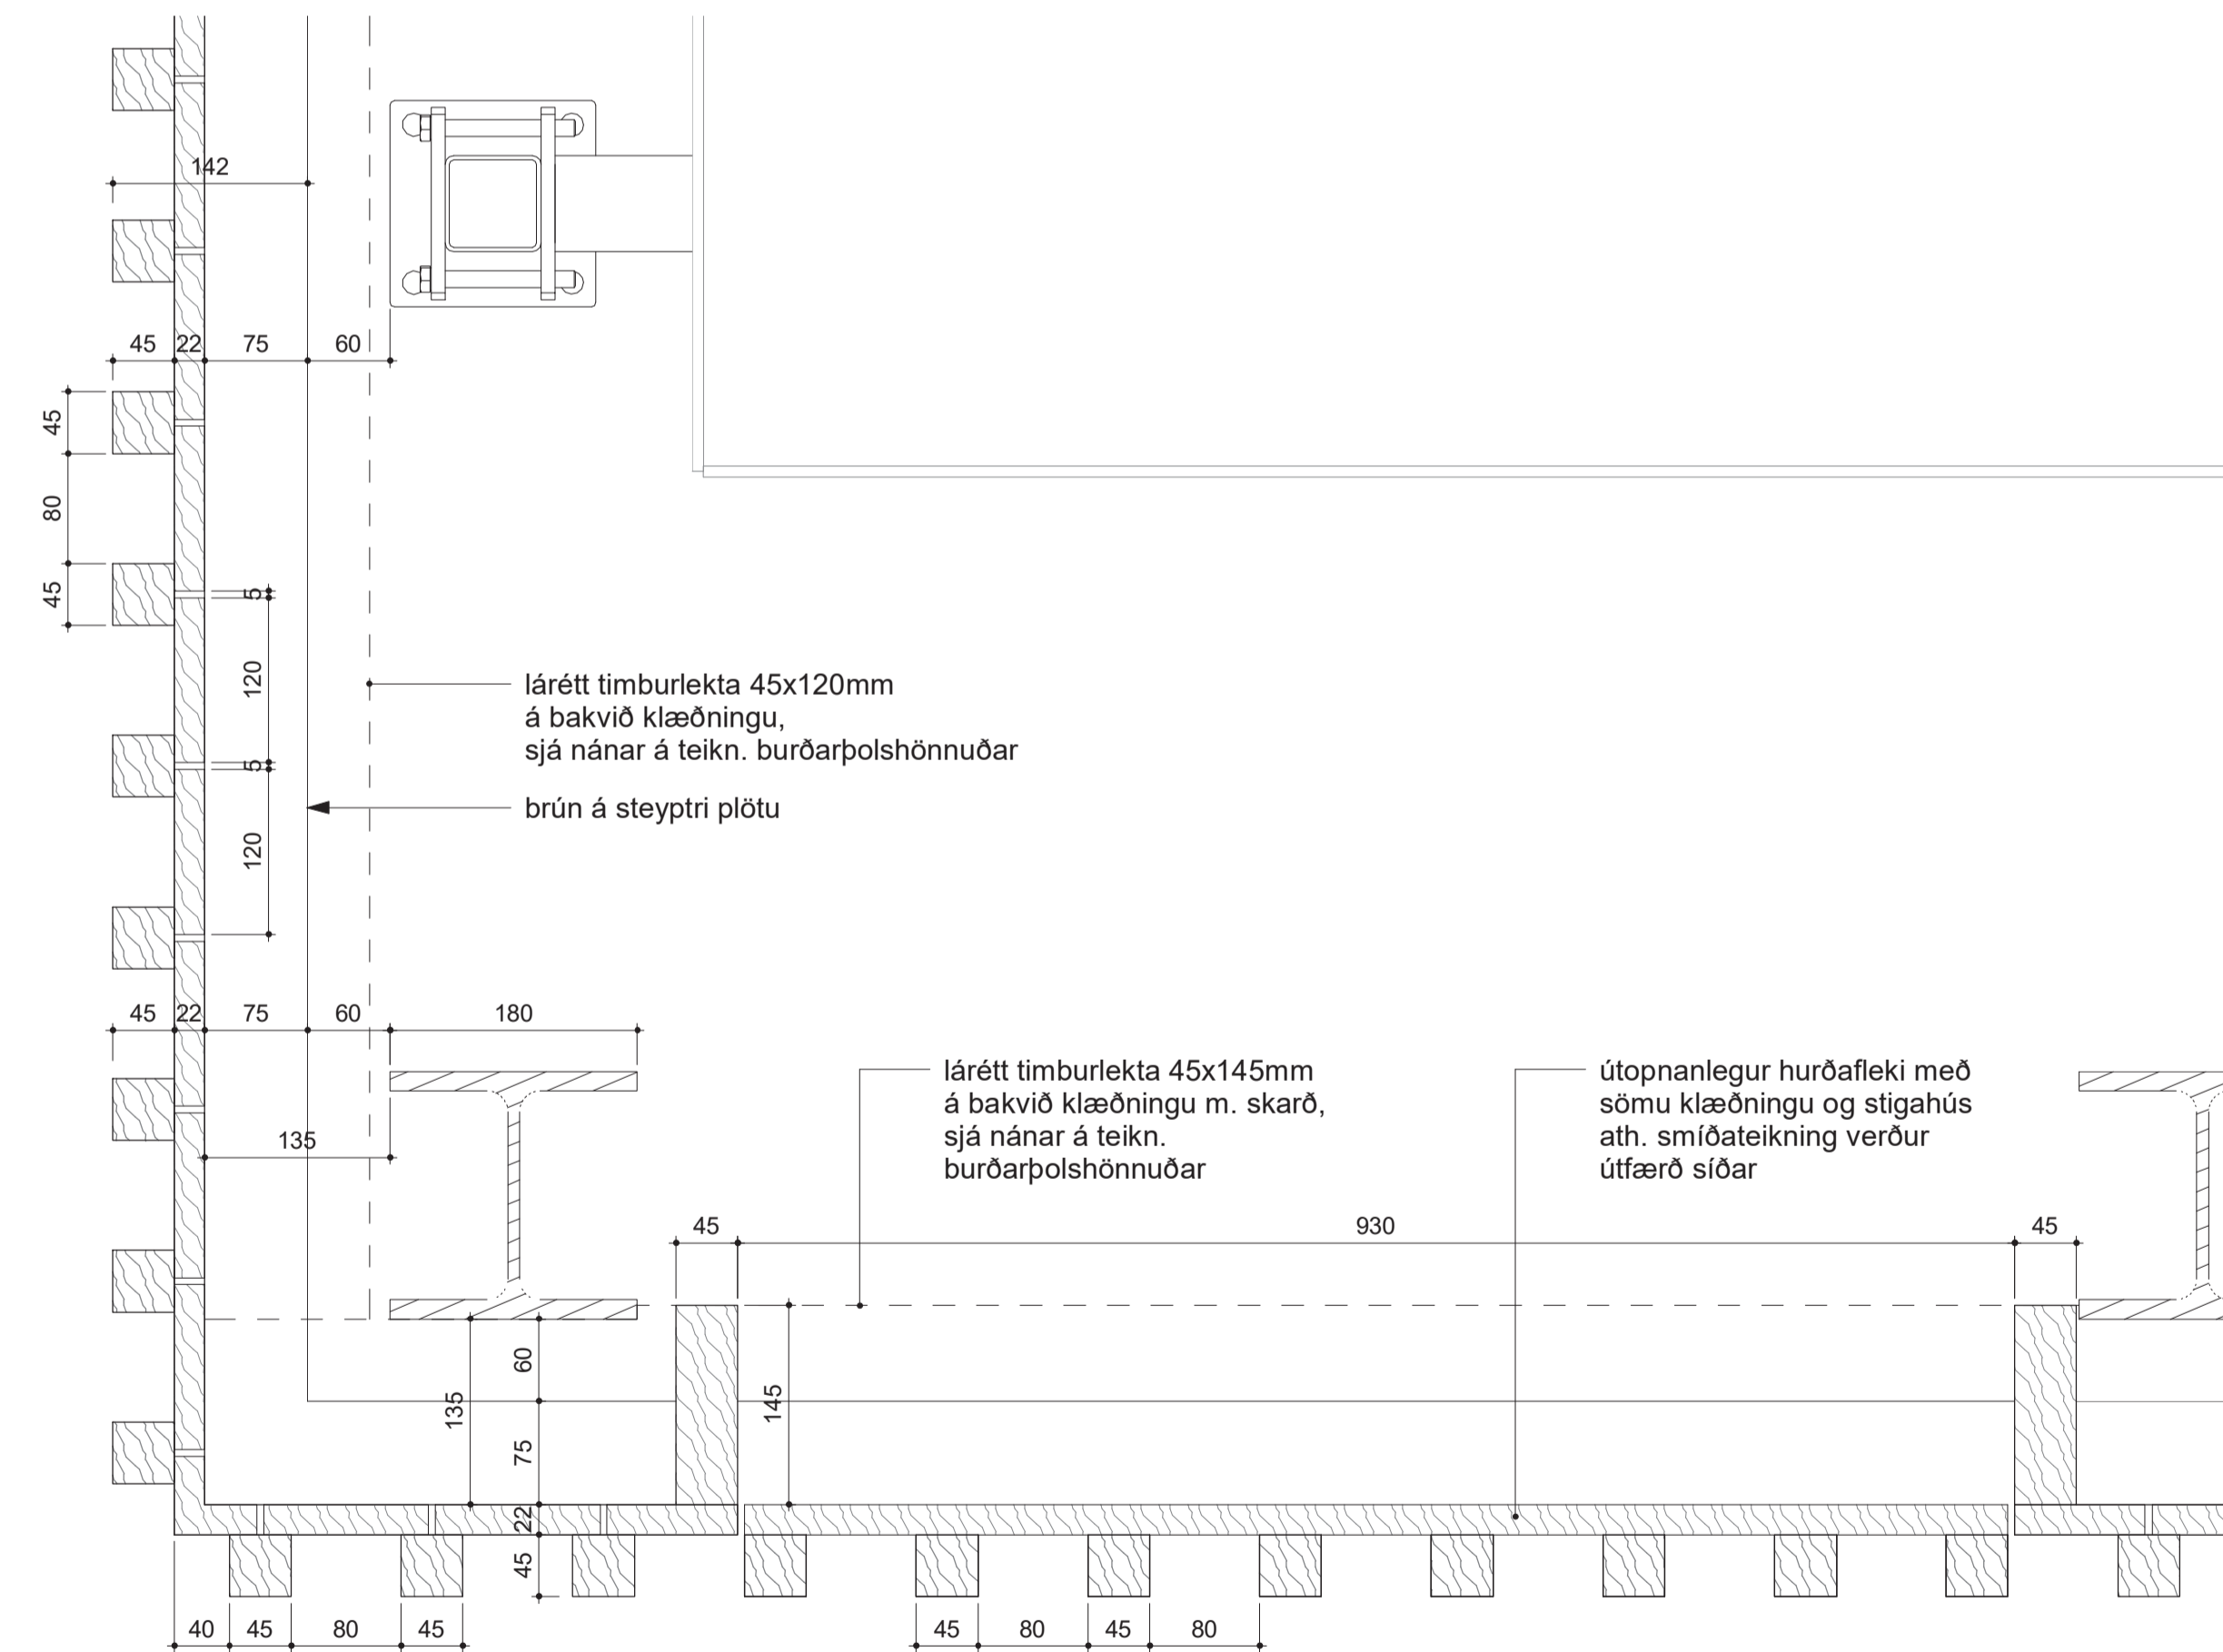 142
45 22 75 60
45
80
45
5
120
5
120
lárétt timburlekta 45x120mm
á bakvið klæðningu,
sjá nánar á teikn. burðarþolshönnuðar
brún á steyptri plötu
45 22 75 60 180
135
lárétt timburlekta 45x145mm
á bakvið klæðningu m. skarð,
sjá nánar á teikn.
burðarþolshönnuðar
útopnanlegur hurðafleki með
sömu klæðningu og stigahús
ath. smíðateikning verður
útfærð síðar
45 930 45
135
60
75
22
45
145
40 45 80 45
45 80 45 80